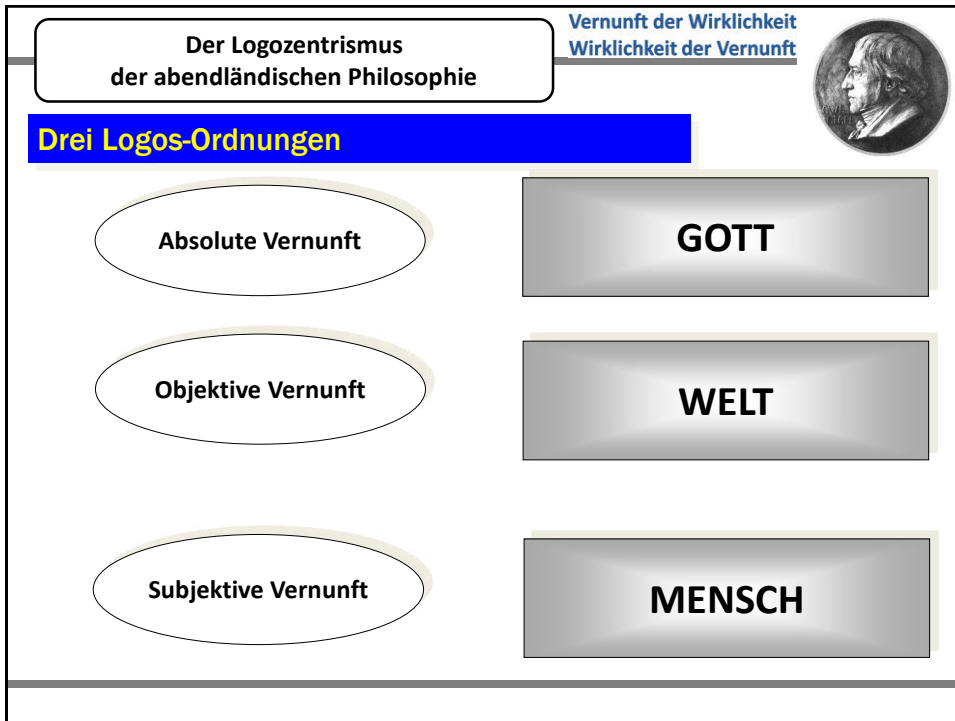 Der Logozentrismus
der abendländischen Philosophie
Vernunft der Wirklichkeit
Wirklichkeit der Vernunft
Drei Logos-Ordnungen
Absolute Vernunft
GOTT
Objektive Vernunft
WELT
Subjektive Vernunft
MENSCH